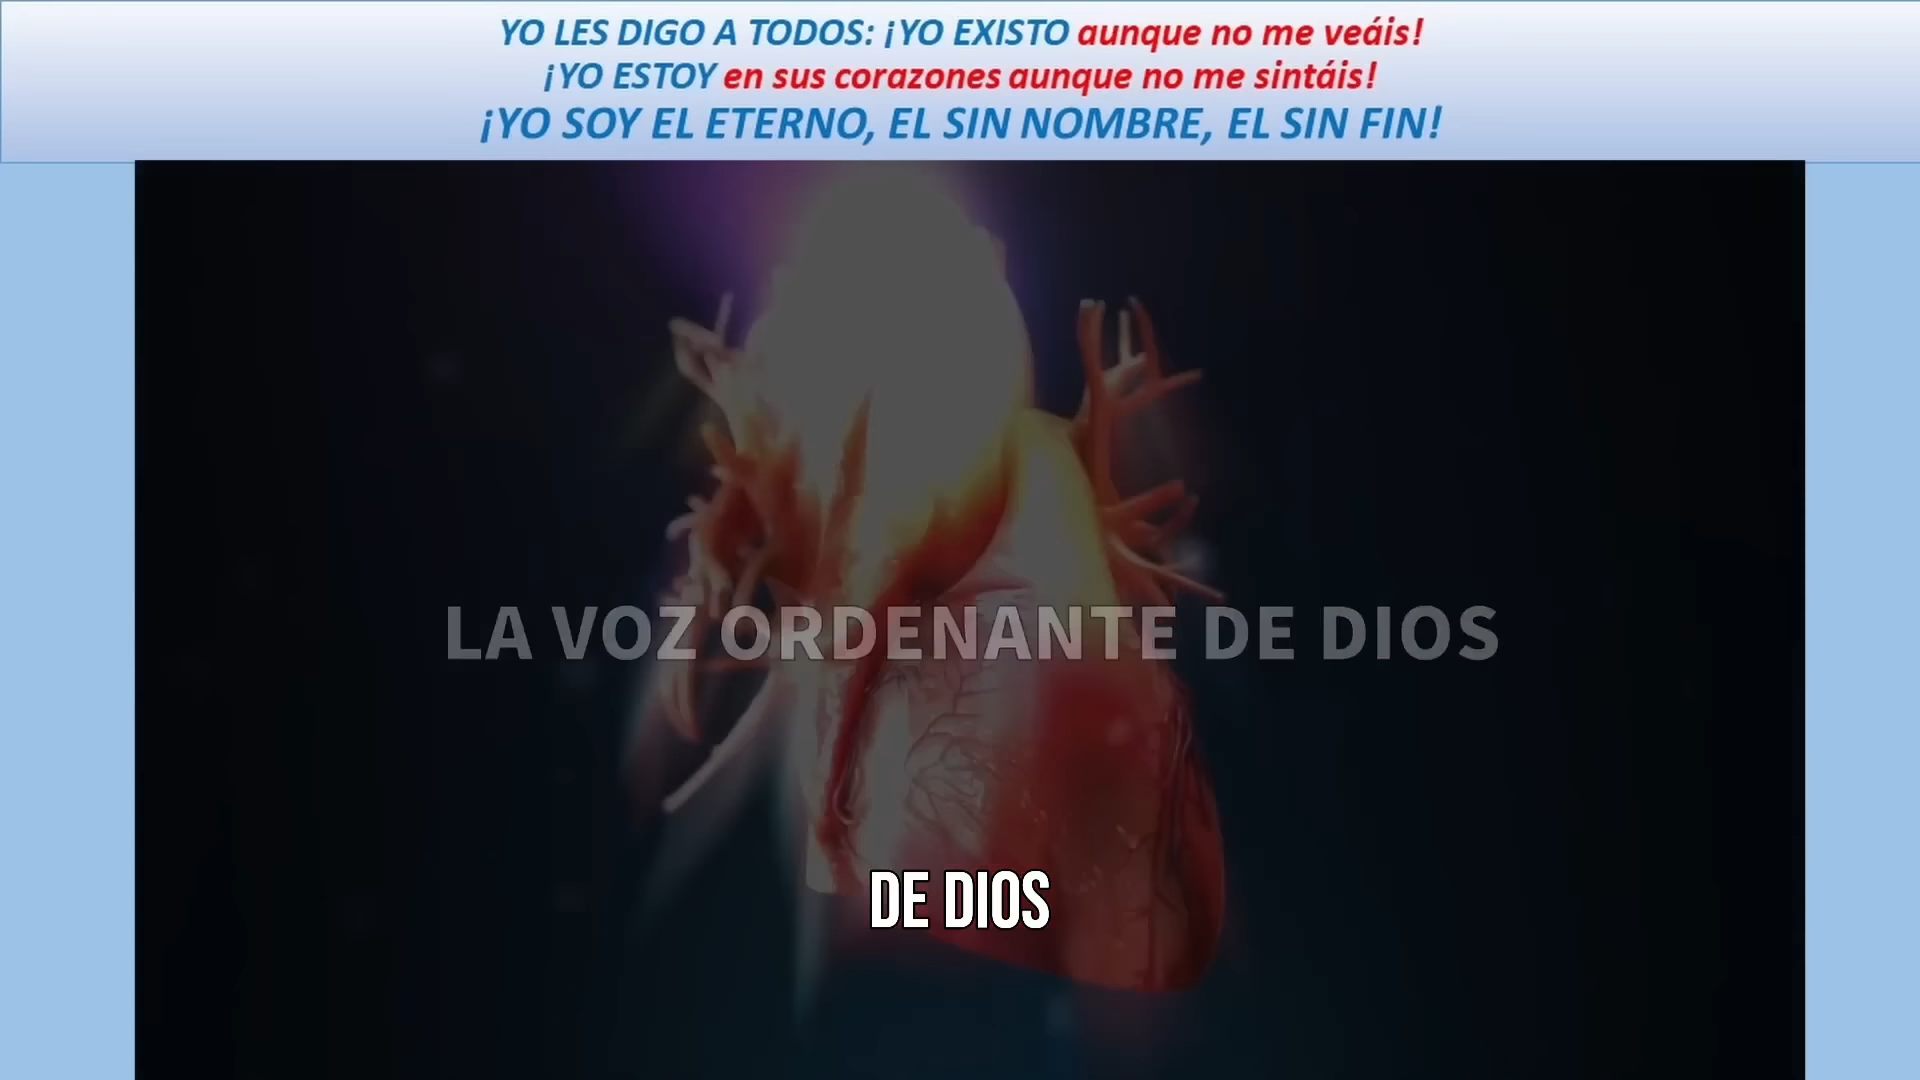 YO LES DIGO A TODOS: ¡YO EXISTO aunque no me veáis!
¡YO ESTOY en sus corazones aunque no me sintáis!
¡YO SOY EL ETERNO, EL SIN NOMBRE, EL SIN FIN!
LA VOZ ORDENANTE DE DIOS
DE DIOS